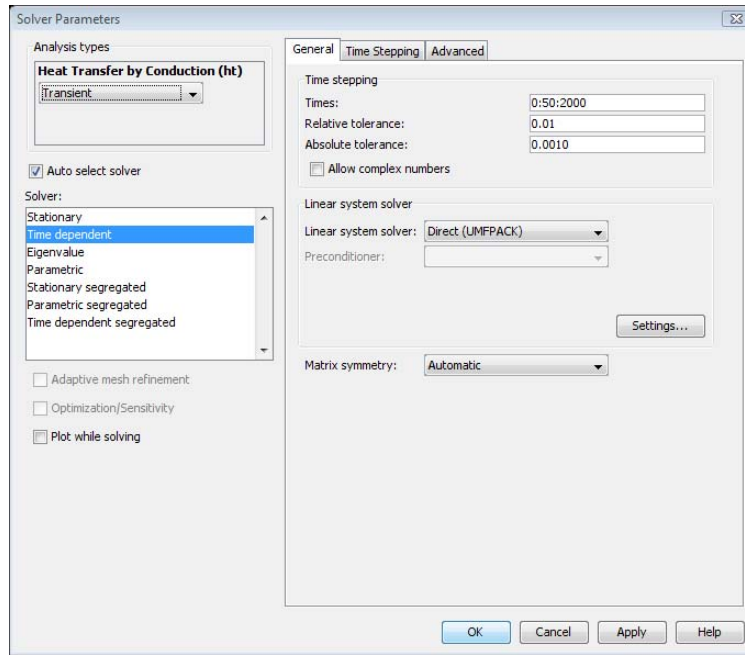 Solver Parameters
Analysis types
Heat Transfer by Conduction (ht)
Transient
Auto select solver
Solver:
Stationary
Time dependent
Eigenvalue
Parametric
Stationary segregated
Parametric segregated
Time dependent segregated
Adaptive mesh refinement
Optimization/Sensitivity
Plot while solving
General Time Stepping Advanced
Time stepping
Times: 0:50:2000
Relative tolerance: 0.01
Absolute tolerance: 0.0010
Allow complex numbers
Linear system solver
Linear system solver: Direct (UMFPACK)
Preconditioner:
Settings...
Matrix symmetry: Automatic
OK Cancel Apply Help